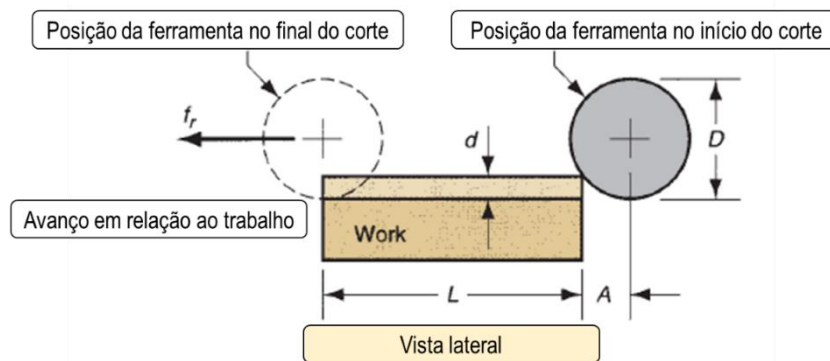 Posição da ferramenta no final do corte
Posição da ferramenta no início do corte
fr
d
D
Avanço em relação ao trabalho
Work
L
A
Vista lateral